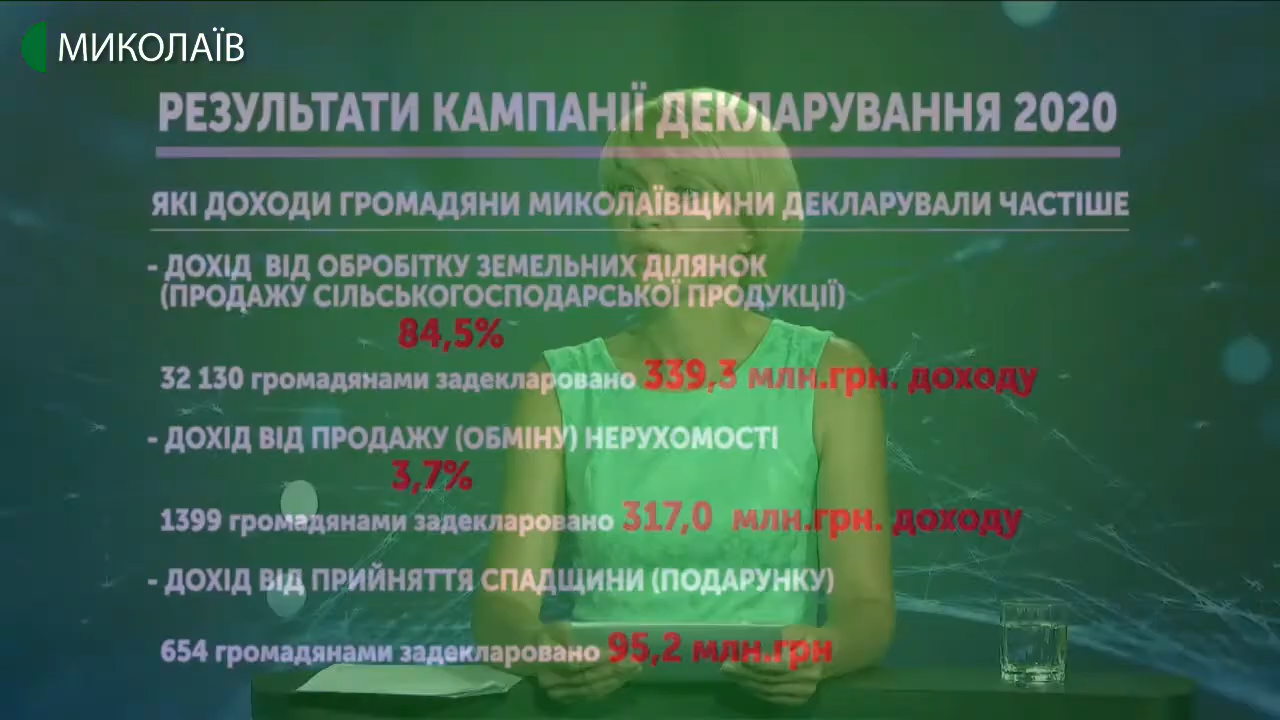 МИКОЛАЇВ
РЕЗУЛЬТАТИ КАМПАНІЇ ДЕКЛАРУВАННЯ 2020
ЯКІ ДОХОДИ ГРОМАДЯНИ МИКОЛАЇВЩИНИ ДЕКЛАРУВАЛИ ЧАСТІШЕ
- ДОХІД ВІД ОБРОБІТКУ ЗЕМЕЛЬНИХ ДІЛЯНОК
(ПРОДАЖУ СІЛЬСЬКОГОСПОДАРСЬКОЇ ПРОДУКЦІЇ)
84,5%
32 130 громадянами задекларовано 339,3 млн.грн. доходу
- ДОХІД ВІД ПРОДАЖУ (ОБМІНУ) НЕРУХОМОСТІ
3,7%
1399 громадянами задекларовано 317,0 млн.грн. доходу
- ДОХІД ВІД ПРИЙНЯТТЯ СПАДЩИНИ (ПОДАРУНКУ)
654 громадянами задекларовано 95,2 млн.грн